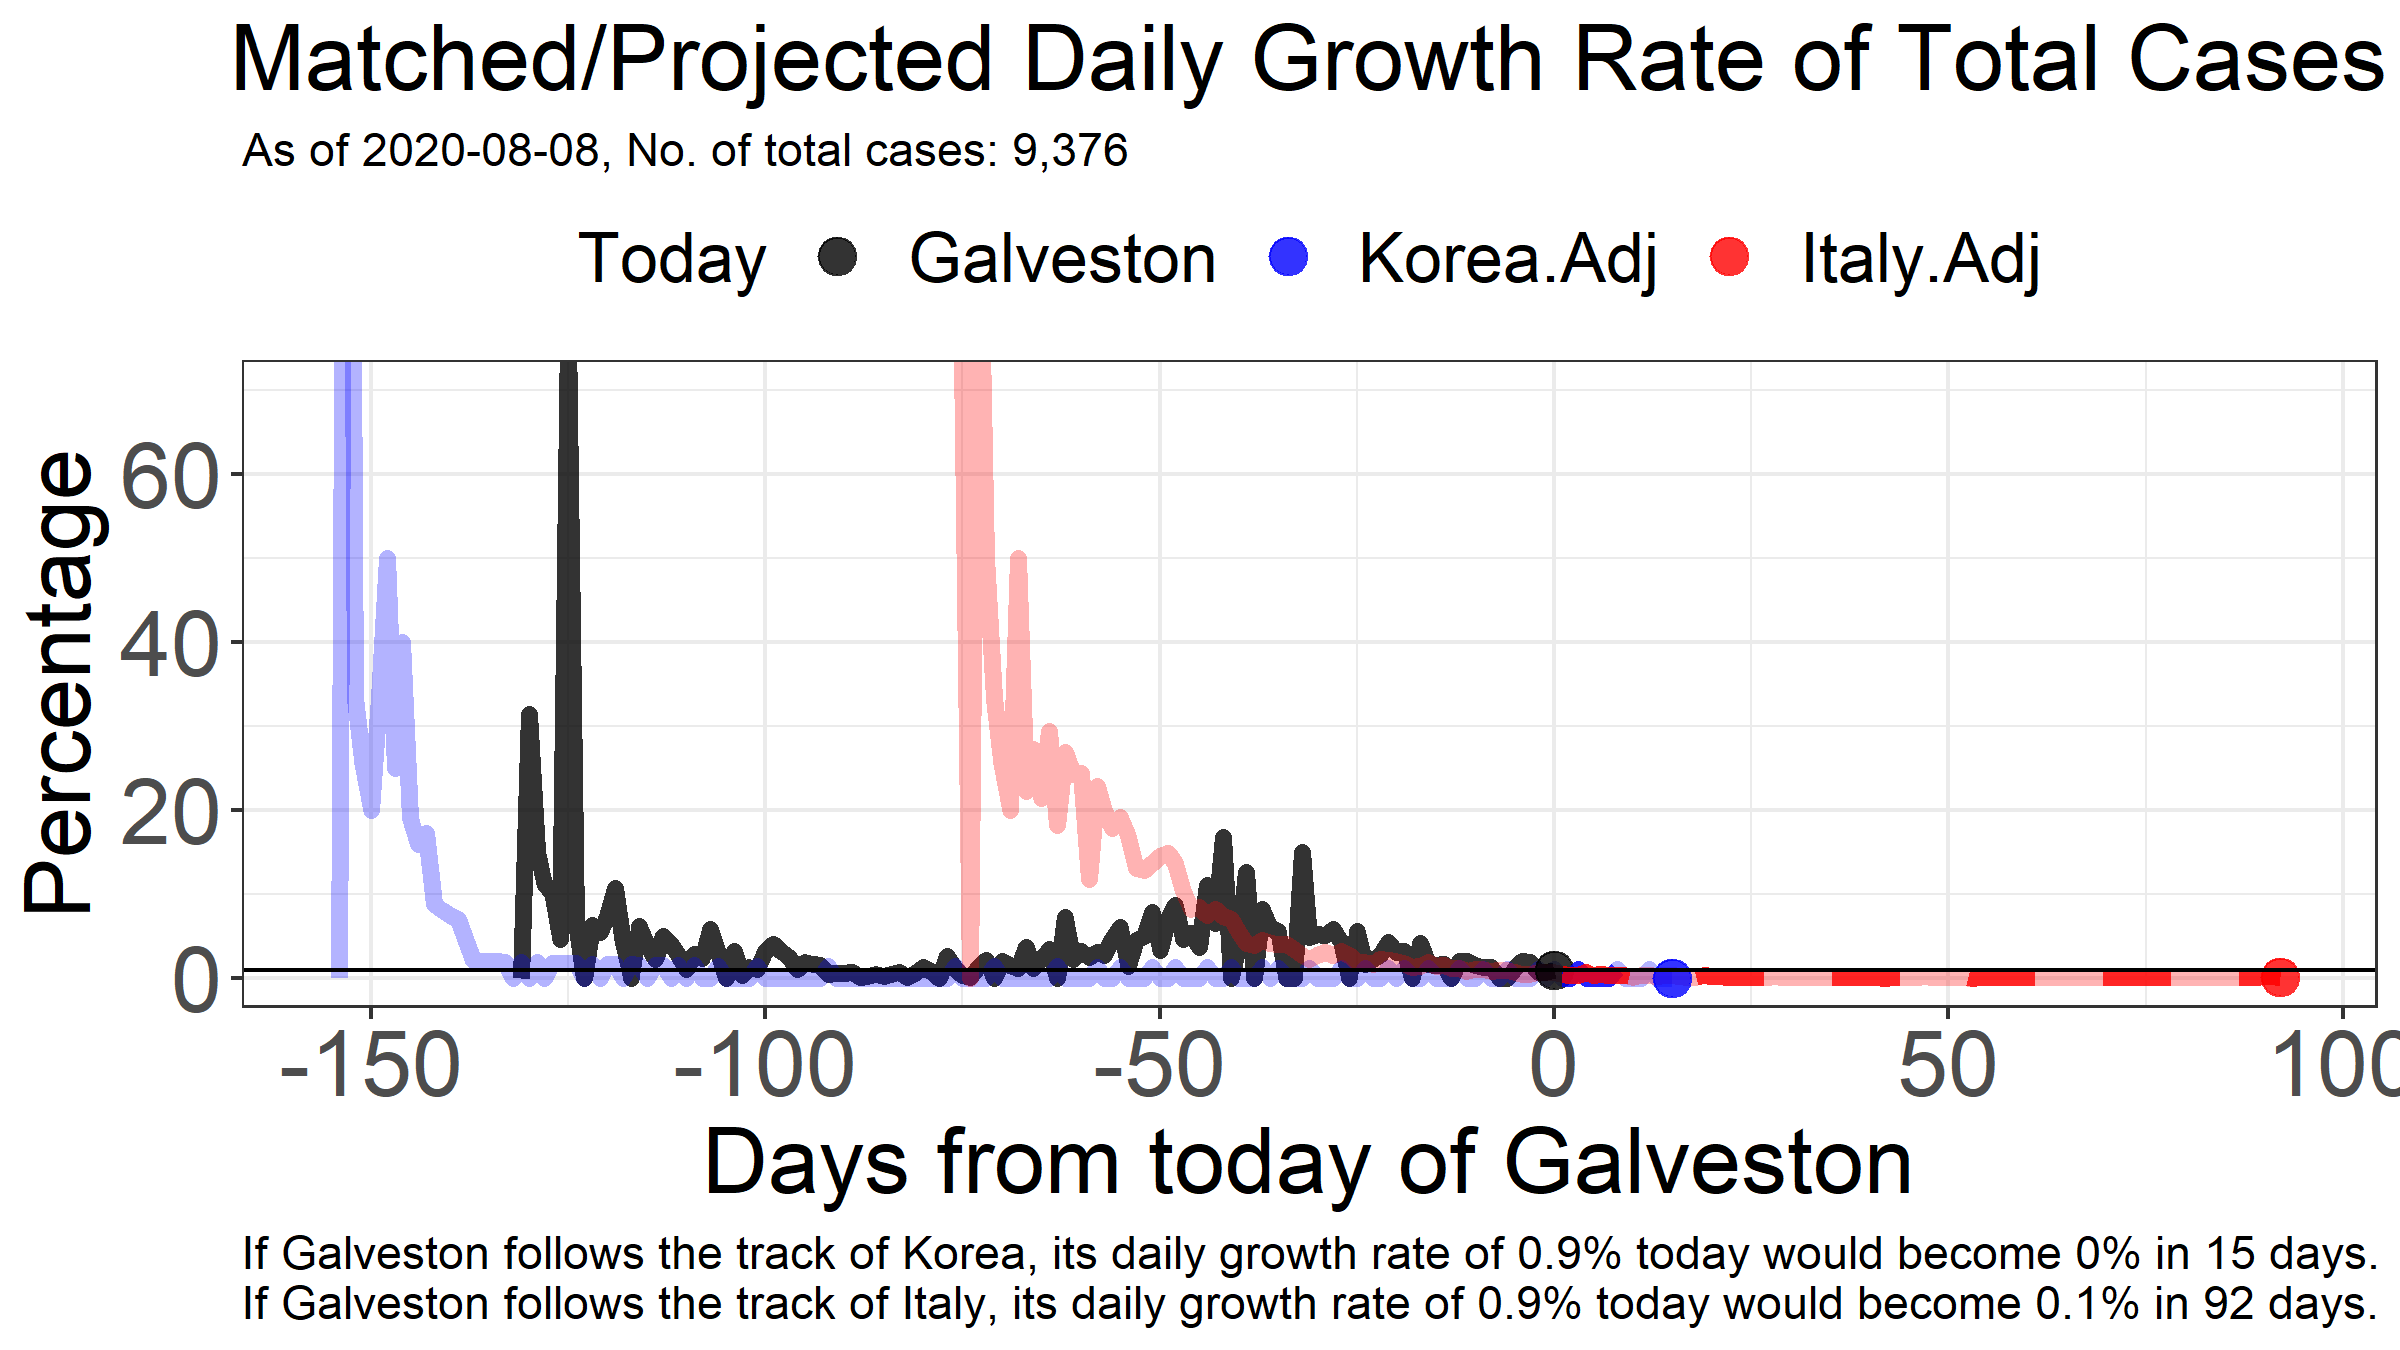 Matched/Projected Daily Growth Rate of Total Cases
As of 2020-08-08, No. of total cases: 9,376
Today Galveston Korea.Adj Italy.Adj
Percentage
60
40
20
0
-150 -100 -50 0 50 100
Days from today of Galveston
If Galveston follows the track of Korea, its daily growth rate of 0.9% today would become 0% in 15 days.
If Galveston follows the track of Italy, its daily growth rate of 0.9% today would become 0.1% in 92 days.